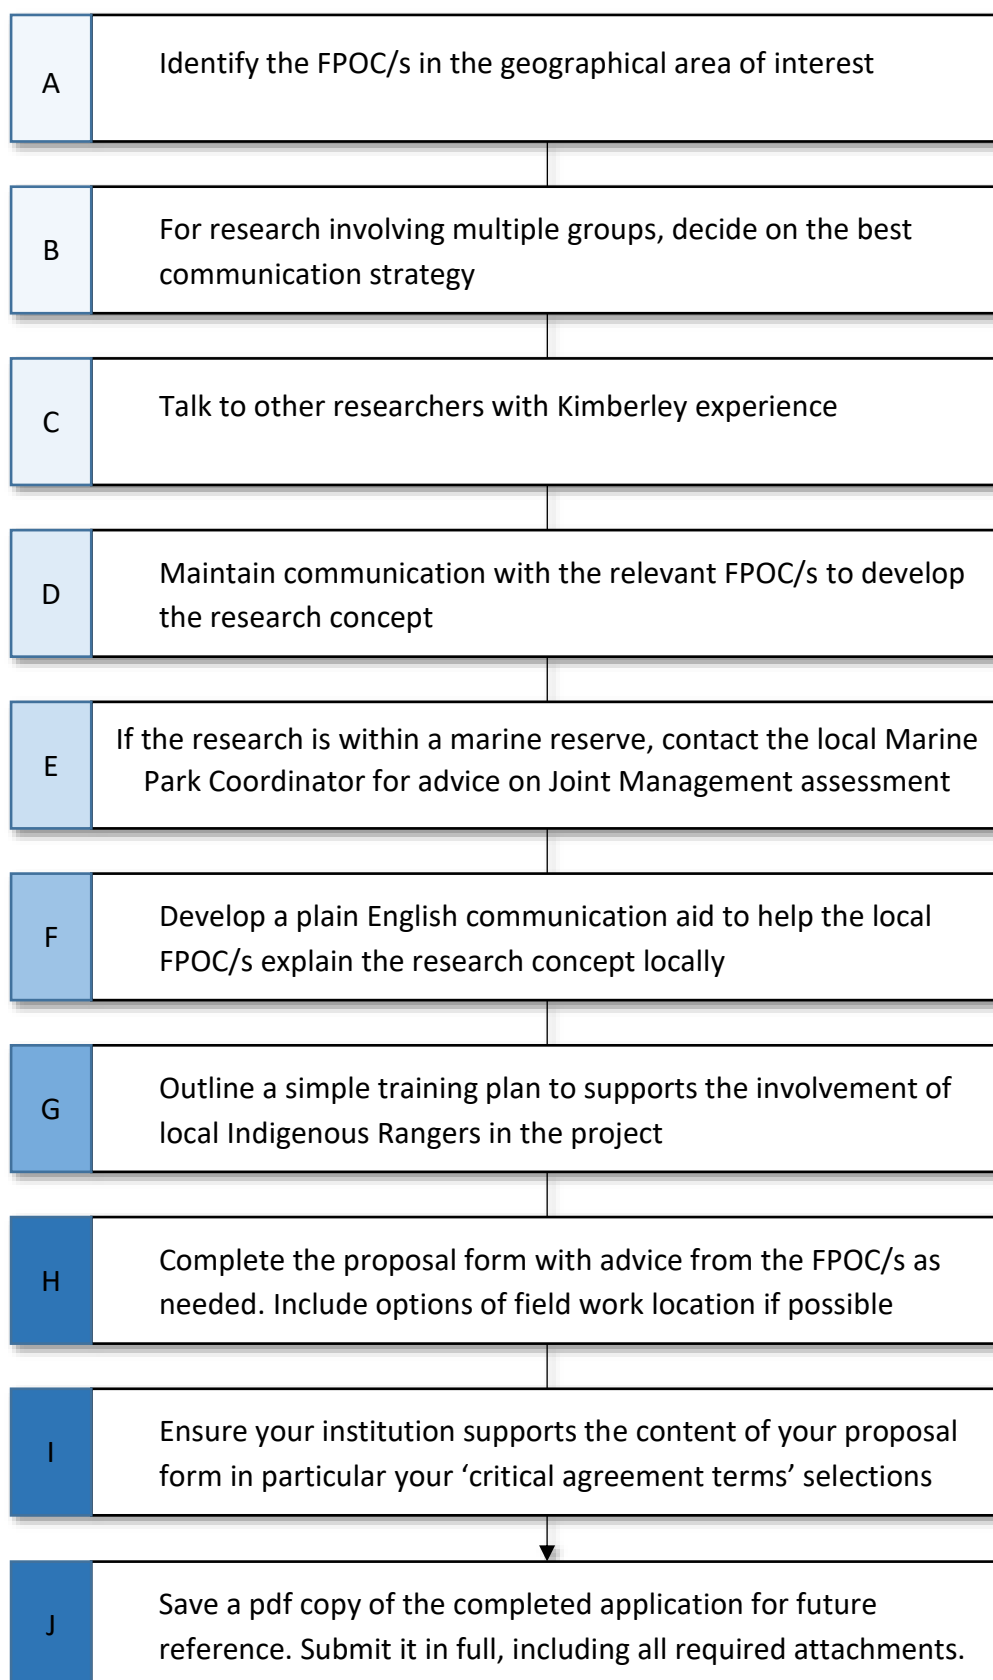 A
Identify the FPOC/s in the geographical area of interest
B
For research involving multiple groups, decide on the best
communication strategy
C
Talk to other researchers with Kimberley experience
D
Maintain communication with the relevant FPOC/s to develop
the research concept
E
If the research is within a marine reserve, contact the local Marine
Park Coordinator for advice on Joint Management assessment
F
Develop a plain English communication aid to help the local
FPOC/s explain the research concept locally
G
Outline a simple training plan to supports the involvement of
local Indigenous Rangers in the project
H
Complete the proposal form with advice from the FPOC/s as
needed. Include options of field work location if possible
I
Ensure your institution supports the content of your proposal
form in particular your ‘critical agreement terms’ selections
J
Save a pdf copy of the completed application for future
reference. Submit it in full, including all required attachments.